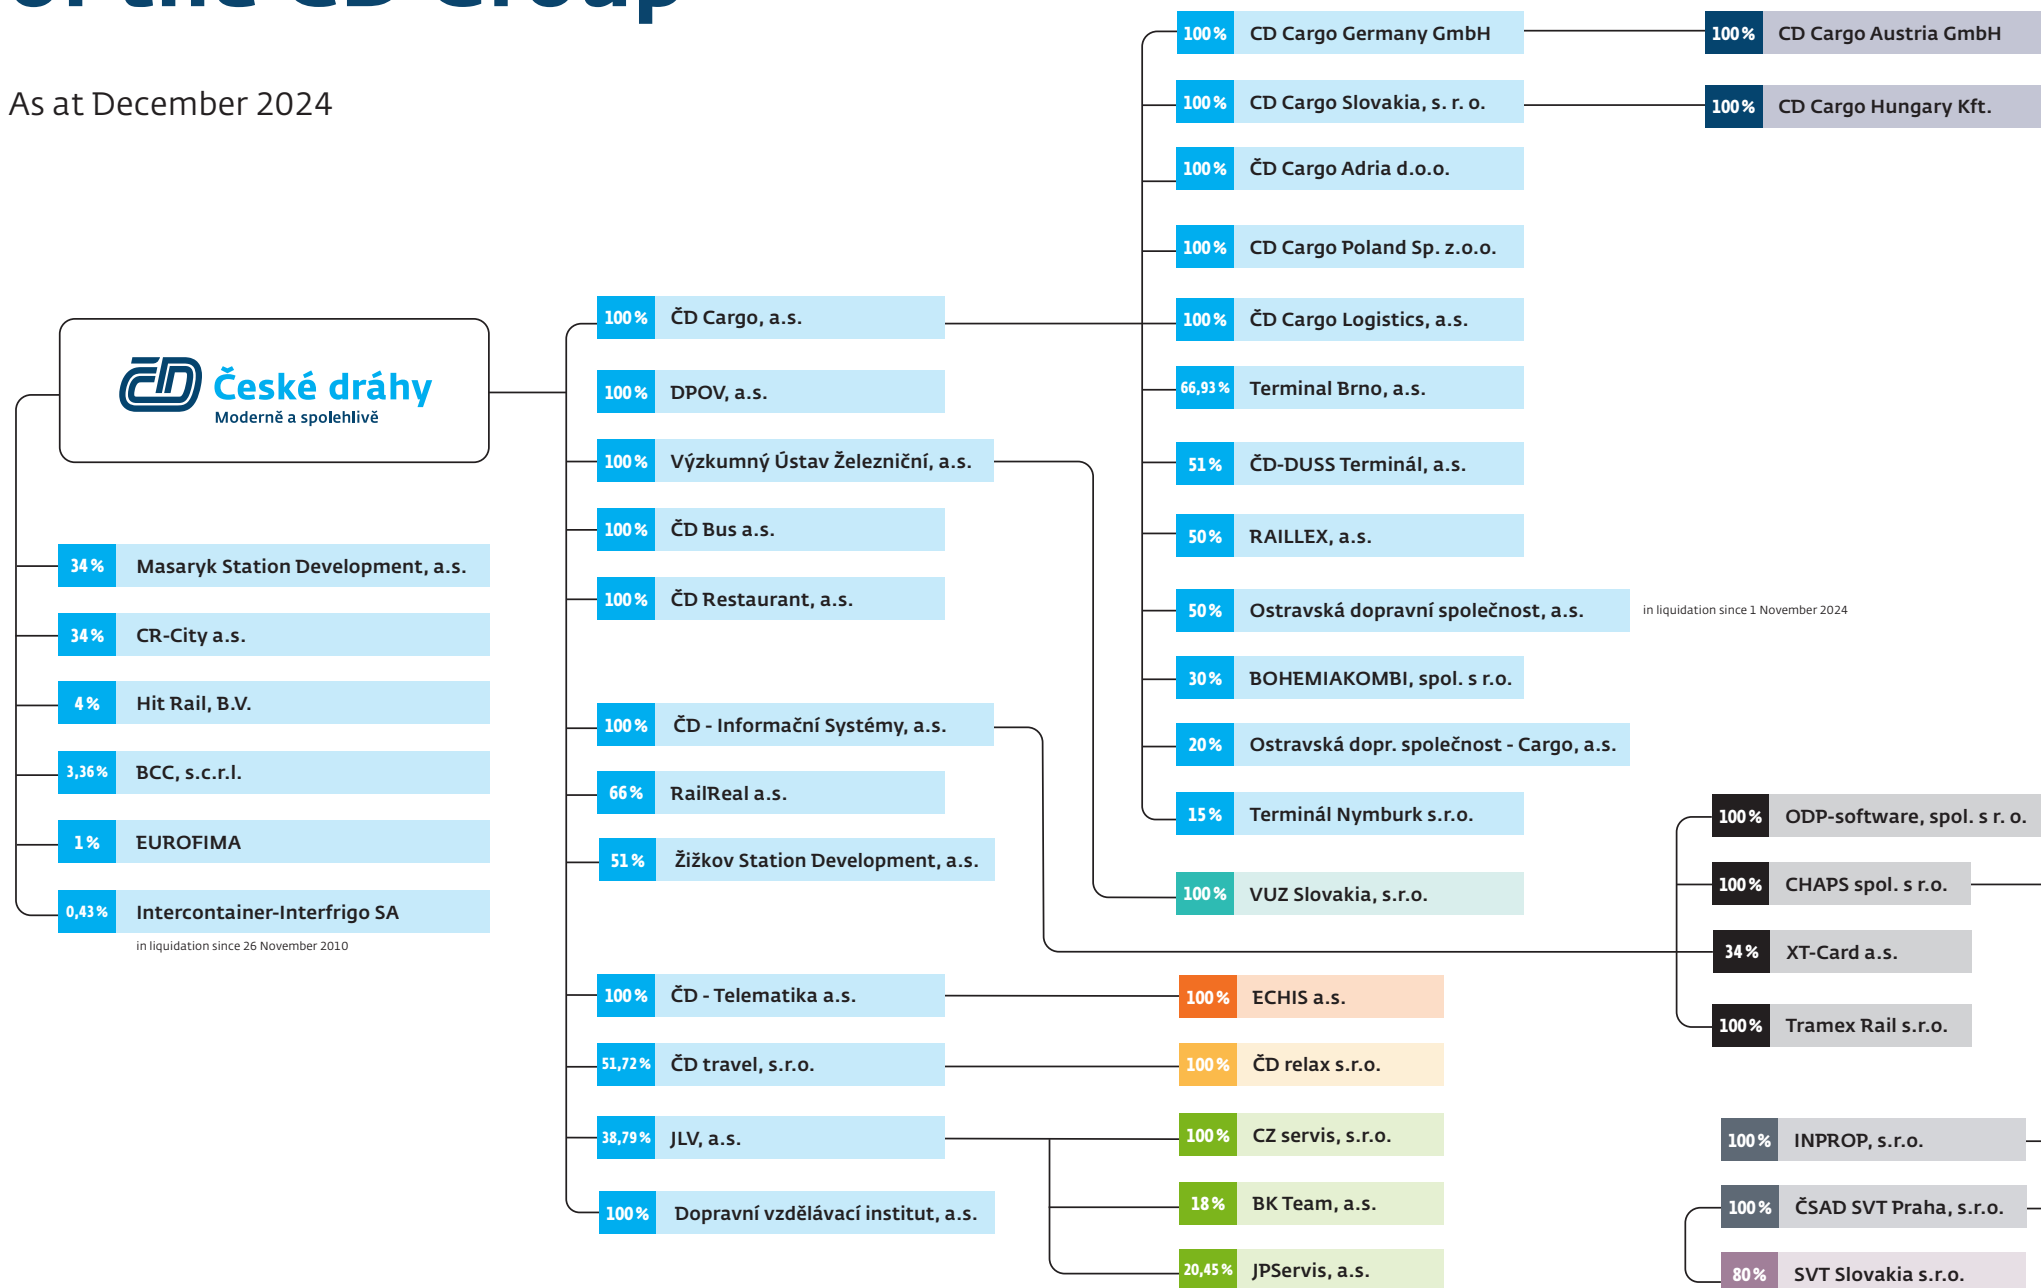 of the CD Group
As at December 2024
ČD České dráhy
Moderně a spolehlivě
34 % Masaryk Station Development, a.s.
34 % CR-City a.s.
4 % Hit Rail, B.V.
3,36 % BCC, s.c.r.l.
1 % EUROFIMA
0,43 % Intercontainer-Interfrigo SA
in liquidation since 26 November 2010
100 % ČD Cargo, a.s.
100 % DPOV, a.s.
100 % Výzkumný Ústav Železniční, a.s.
100 % ČD Bus a.s.
100 % ČD Restaurant, a.s.
100 % ČD - Informační Systémy, a.s.
66 % RailReal a.s.
51 % Žižkov Station Development, a.s.
100 % ČD - Telematika a.s.
51,72 % ČD travel, s.r.o.
38,79 % JLV, a.s.
100 % Dopravní vzdělávací institut, a.s.
100 % CD Cargo Germany GmbH
100 % CD Cargo Slovakia, s. r. o.
100 % ČD Cargo Adria d.o.o.
100 % CD Cargo Poland Sp. z.o.o.
100 % ČD Cargo Logistics, a.s.
66,93 % Terminal Brno, a.s.
51 % ČD-DUSS Terminál, a.s.
50 % RAILLEX, a.s.
50 % Ostravská dopravní společnost, a.s.
in liquidation since 1 November 2024
30 % BOHEMIAKOMBI, spol. s r.o.
20 % Ostravská dopr. společnost - Cargo, a.s.
15 % Terminál Nymburk s.r.o.
100 % VUZ Slovakia, s.r.o.
100 % ECHIS a.s.
100 % ČD relax s.r.o.
100 % CZ servis, s.r.o.
18 % BK Team, a.s.
20,45 % JPServis, a.s.
100 % CD Cargo Austria GmbH
100 % CD Cargo Hungary Kft.
100 % ODP-software, spol. s r. o.
100 % CHAPS spol. s r.o.
34 % XT-Card a.s.
100 % Tramex Rail s.r.o.
100 % INPROP, s.r.o.
100 % ČSAD SVT Praha, s.r.o.
80 % SVT Slovakia s.r.o.